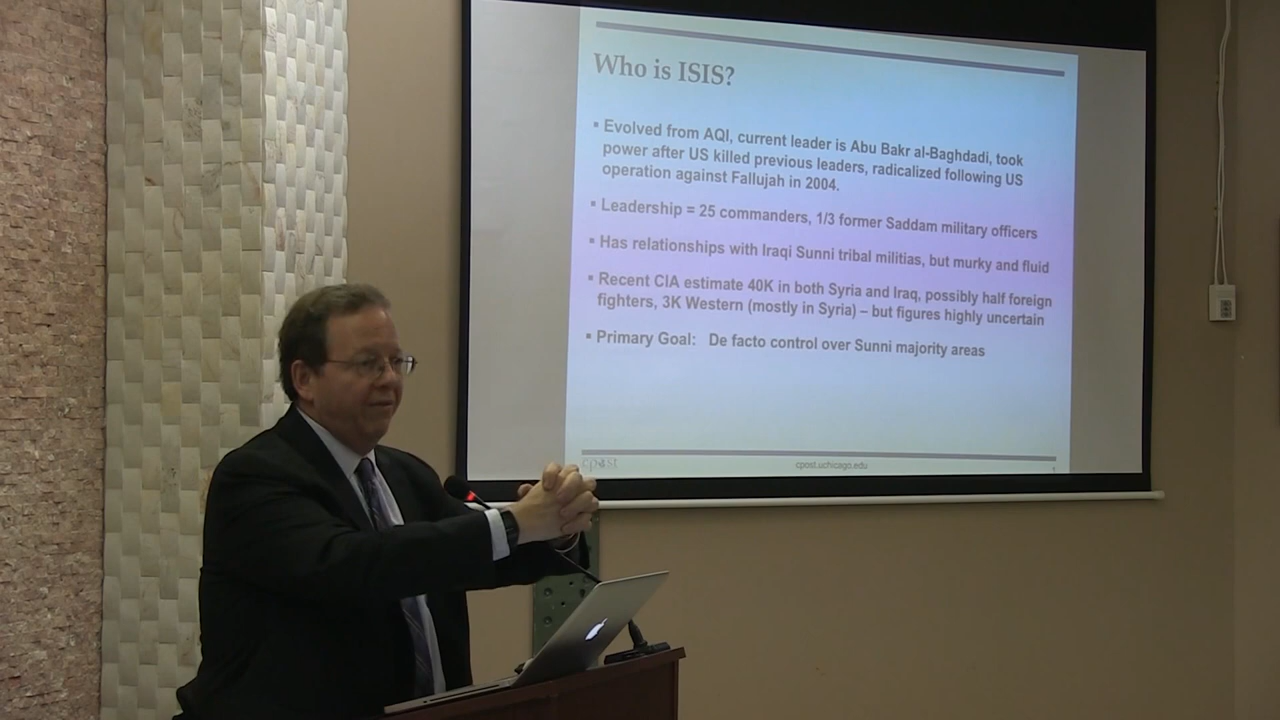 Who is ISIS?
▪ Evolved from AQI, current leader is Abu Bakr al-Baghdadi, took
power after US killed previous leaders, radicalized following US
operation against Fallujah in 2004.
▪ Leadership = 25 commanders, 1/3 former Saddam military officers
▪ Has relationships with Iraqi Sunni tribal militias, but murky and fluid
▪ Recent CIA estimate 40K in both Syria and Iraq, possibly half foreign
fighters, 3K Western (mostly in Syria) – but figures highly uncertain
▪ Primary Goal: De facto control over Sunni majority areas
cpost
cpost.uchicago.edu
1